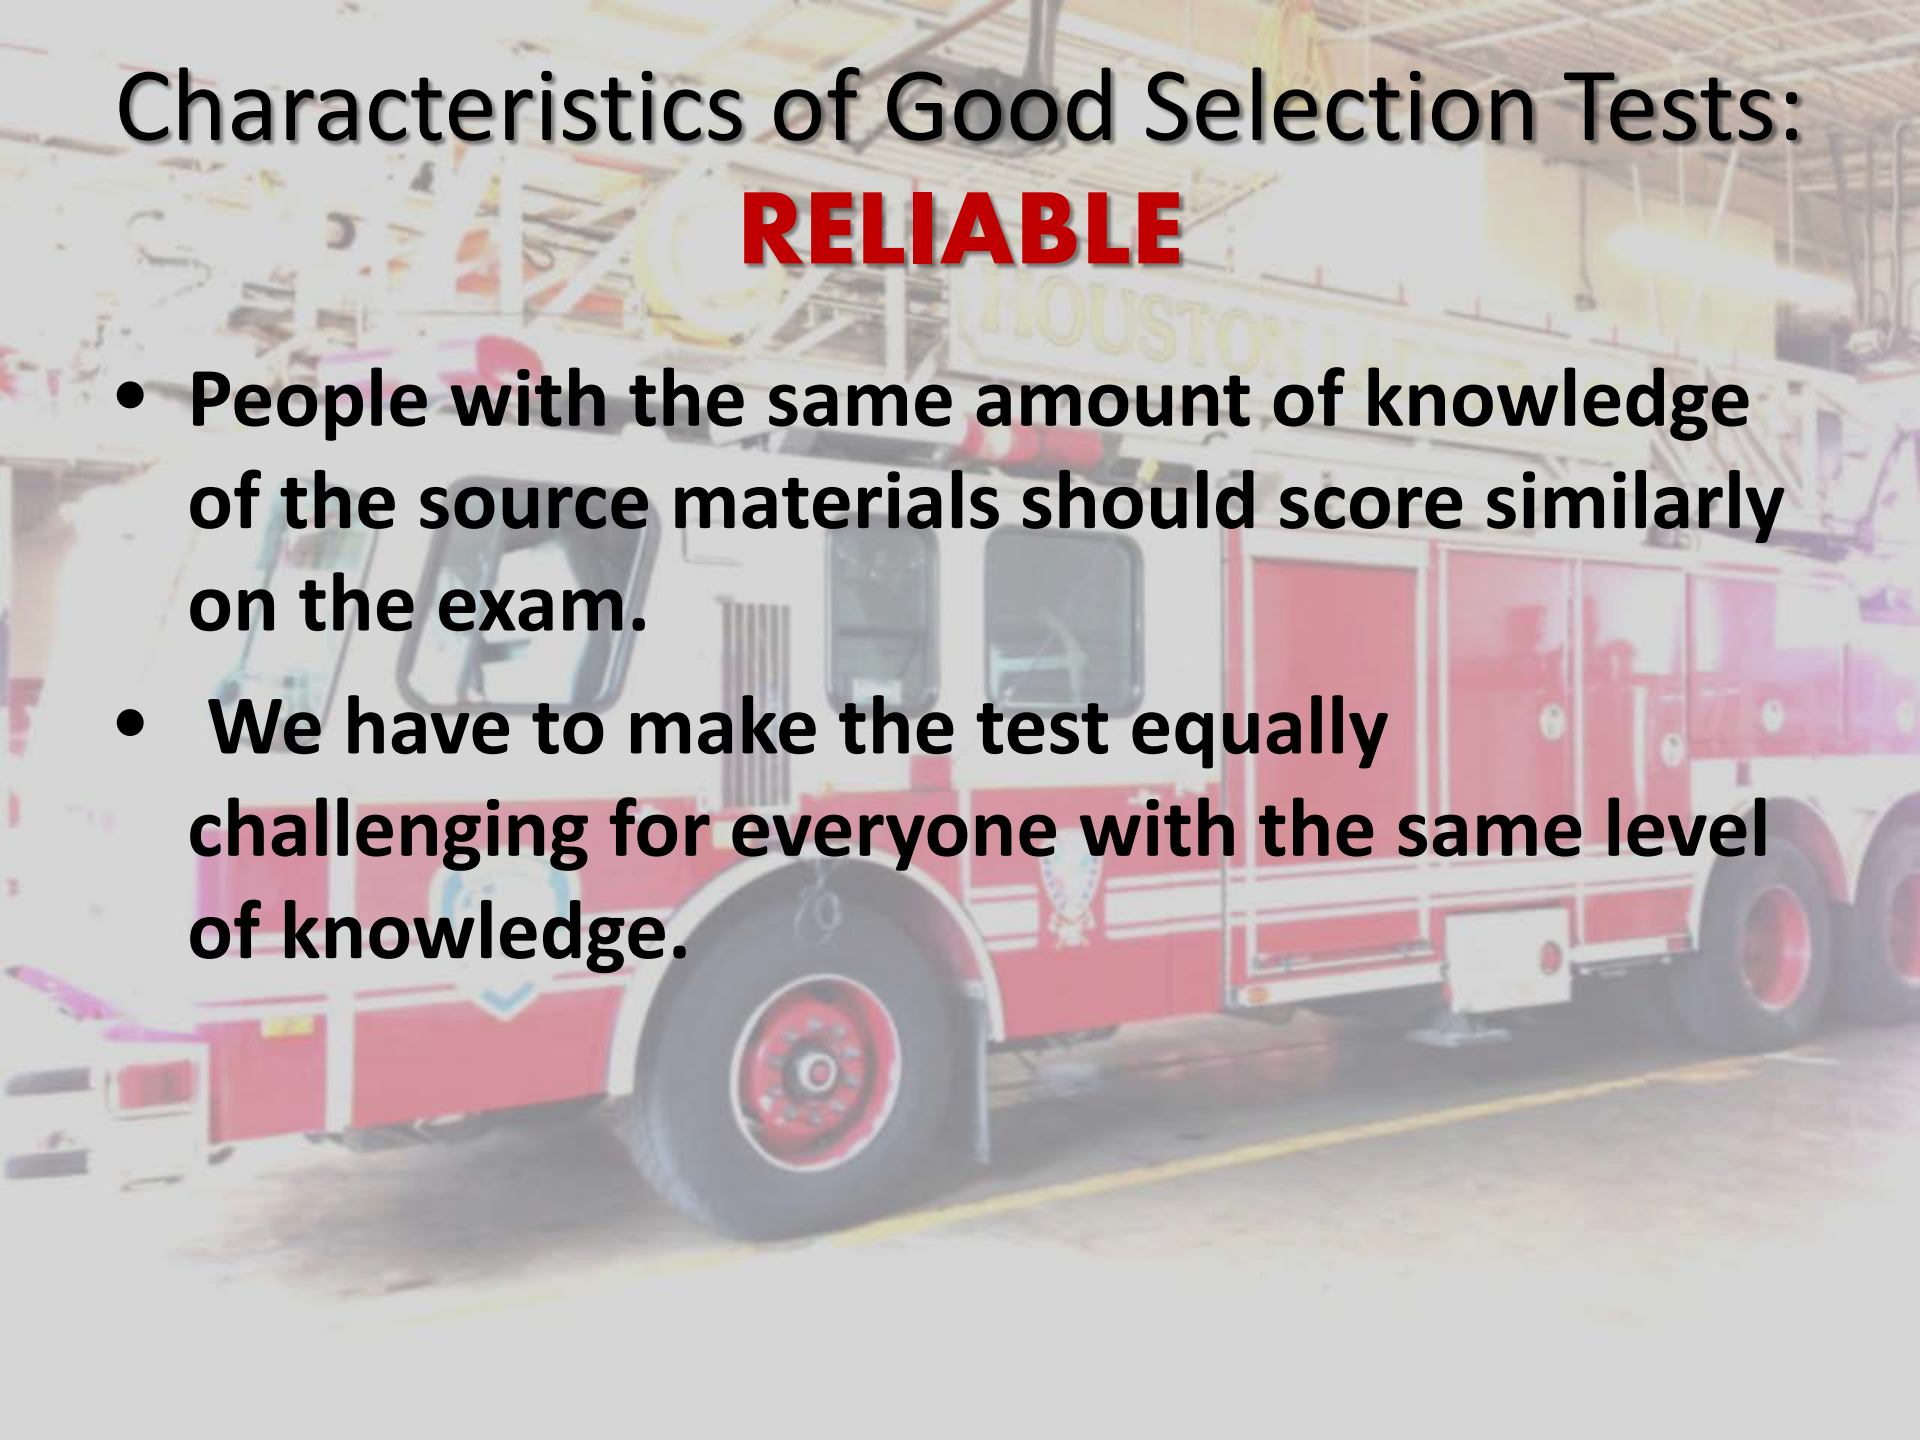 Characteristics of Good Selection Tests:
RELIABLE
HOUSTON
• People with the same amount of knowledge
of the source materials should score similarly
on the exam.
• We have to make the test equally
challenging for everyone with the same level
of knowledge.
79